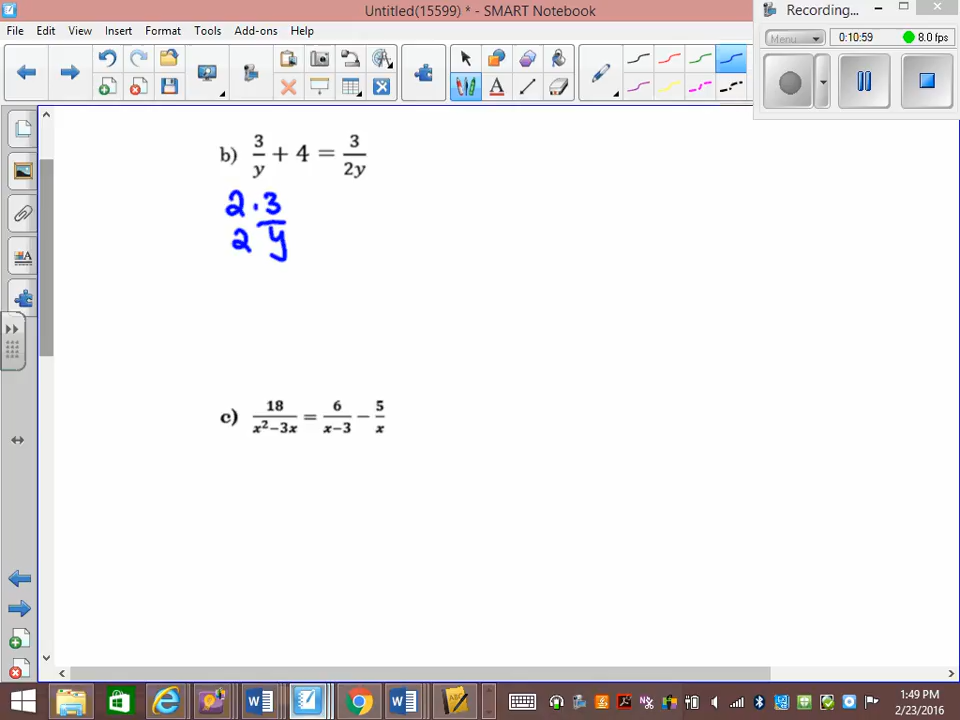 Untitled(15599) * - SMART Notebook
Recording...
File Edit View Insert Format Tools Add-ons Help
Menu 0:10:59 8.0 fps
A
b) 3/y + 4 = 3/2y
2 · 3
2 y
c) 18/x²−3x = 6/x−3 − 5/x
1:49 PM
2/23/2016